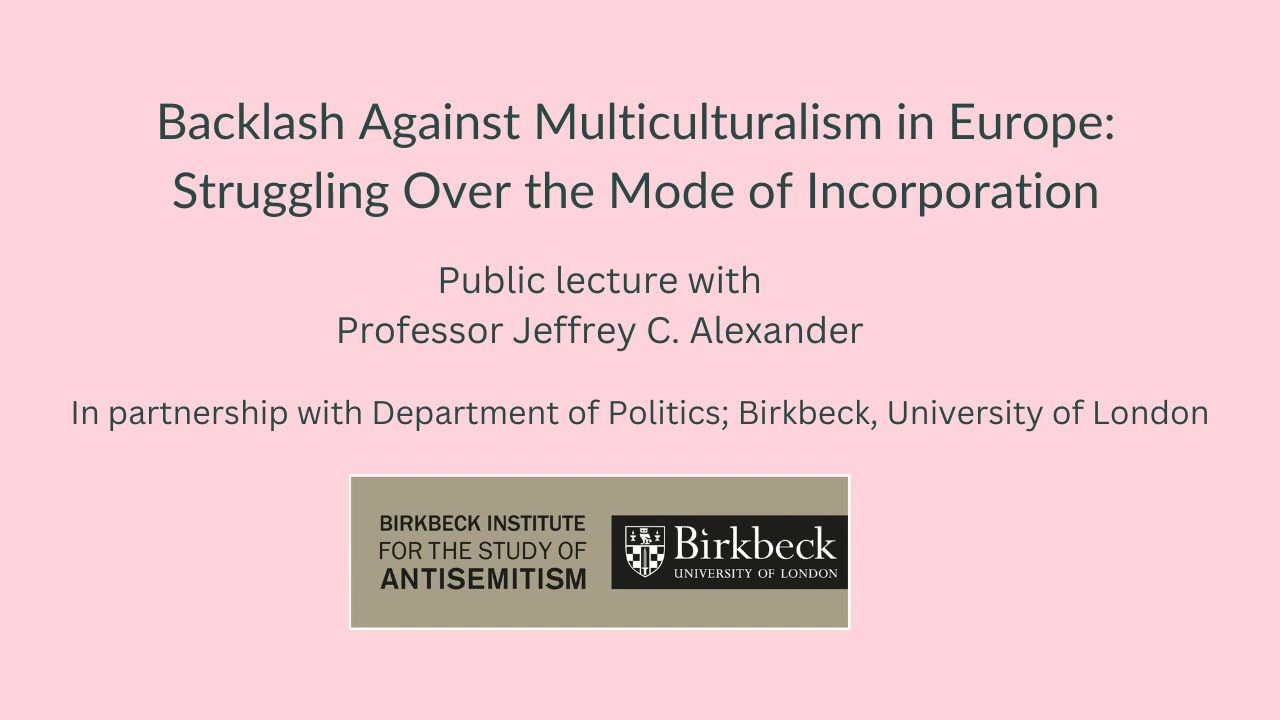 Backlash Against Multiculturalism in Europe:
Struggling Over the Mode of Incorporation
Public lecture with
Professor Jeffrey C. Alexander
In partnership with Department of Politics; Birkbeck, University of London
BIRKBECK INSTITUTE
FOR THE STUDY OF
ANTISEMITISM
Birkbeck
UNIVERSITY OF LONDON